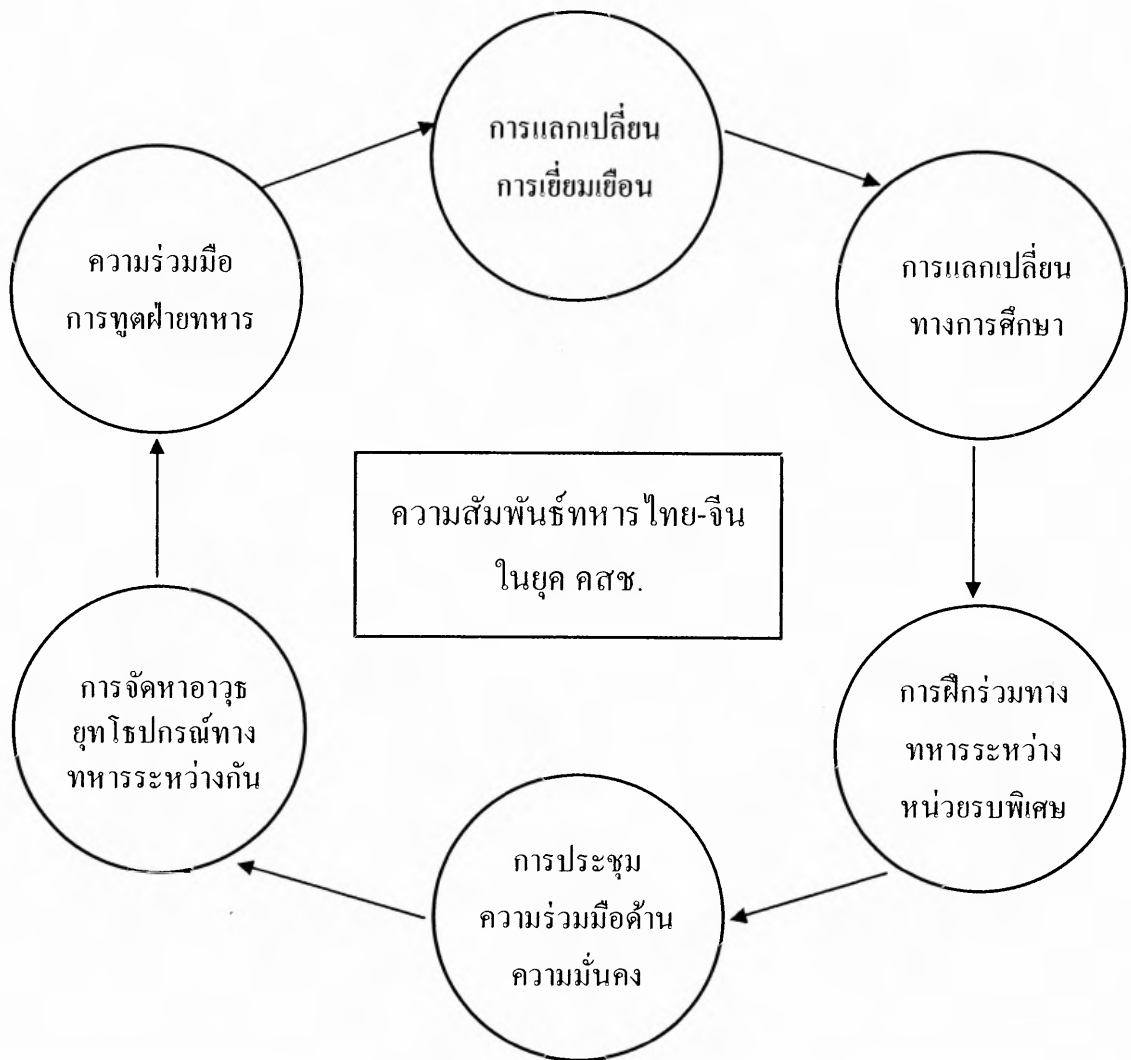 การแลกเปลี่ยน
การเยี่ยมเยือน
การแลกเปลี่ยน
ทางการศึกษา
การฝึกร่วมทาง
ทหารระหว่าง
หน่วยรบพิเศษ
การประชุม
ความร่วมมือด้าน
ความมั่นคง
การจัดหาอาวุธ
ยุทโธปกรณ์ทาง
ทหารระหว่างกัน
ความร่วมมือ
การทูตฝ่ายทหาร
ความสัมพันธ์ทหารไทย-จีน
ในยุค คสช.